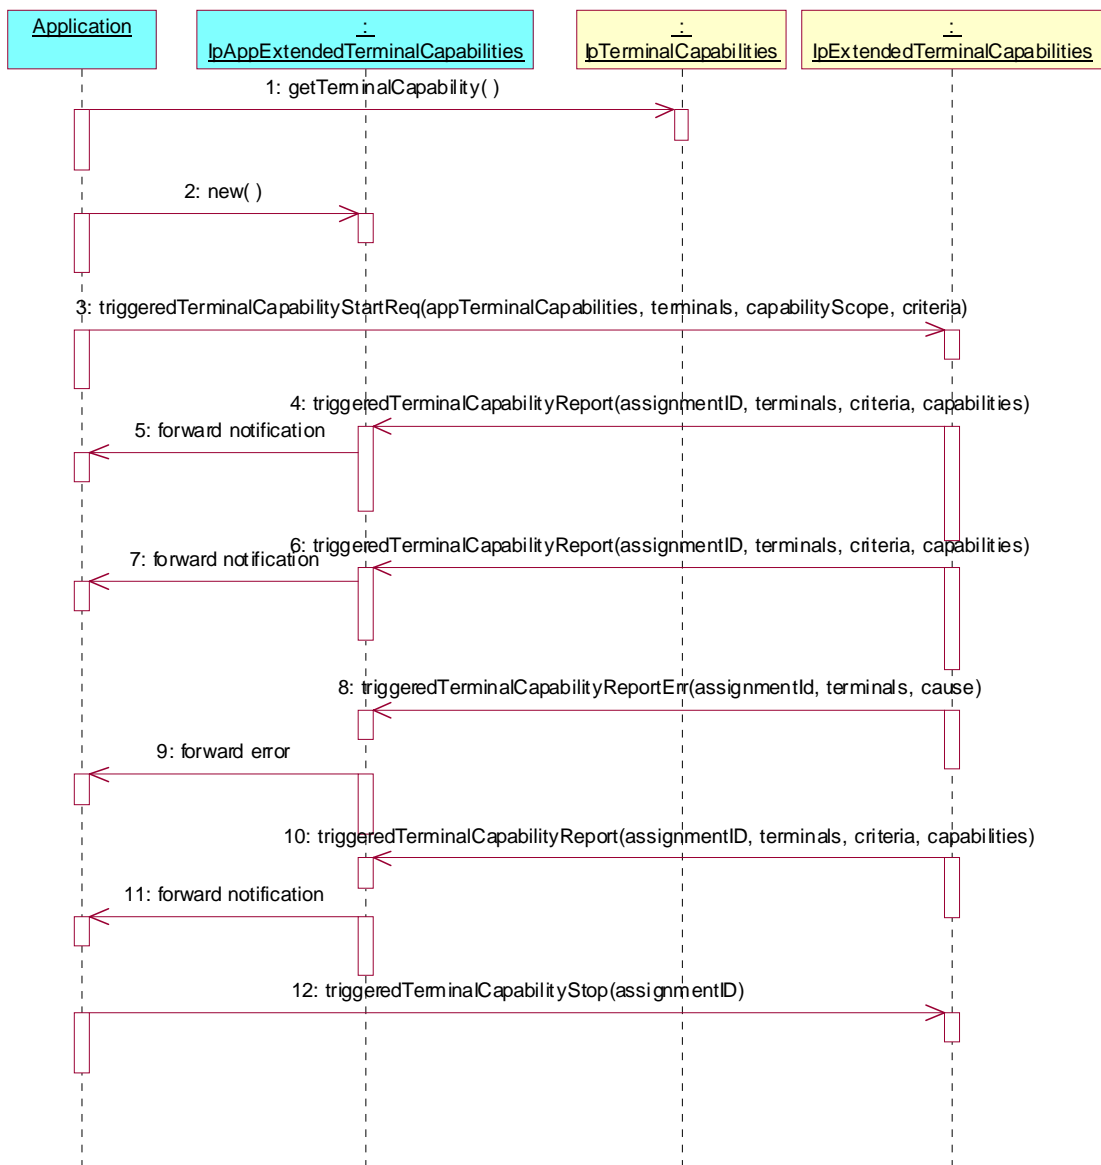 Application
:
IpAppExtendedTerminalCapabilities
:
IpTerminalCapabilities
:
IpExtendedTerminalCapabilities
1: getTerminalCapability( )
2: new( )
3: triggeredTerminalCapabilityStartReq(appTerminalCapabilities, terminals, capabilityScope, criteria)
4: triggeredTerminalCapabilityReport(assignmentID, terminals, criteria, capabilities)
5: forward notification
6: triggeredTerminalCapabilityReport(assignmentID, terminals, criteria, capabilities)
7: forward notification
8: triggeredTerminalCapabilityReportErr(assignmentId, terminals, cause)
9: forward error
10: triggeredTerminalCapabilityReport(assignmentID, terminals, criteria, capabilities)
11: forward notification
12: triggeredTerminalCapabilityStop(assignmentID)